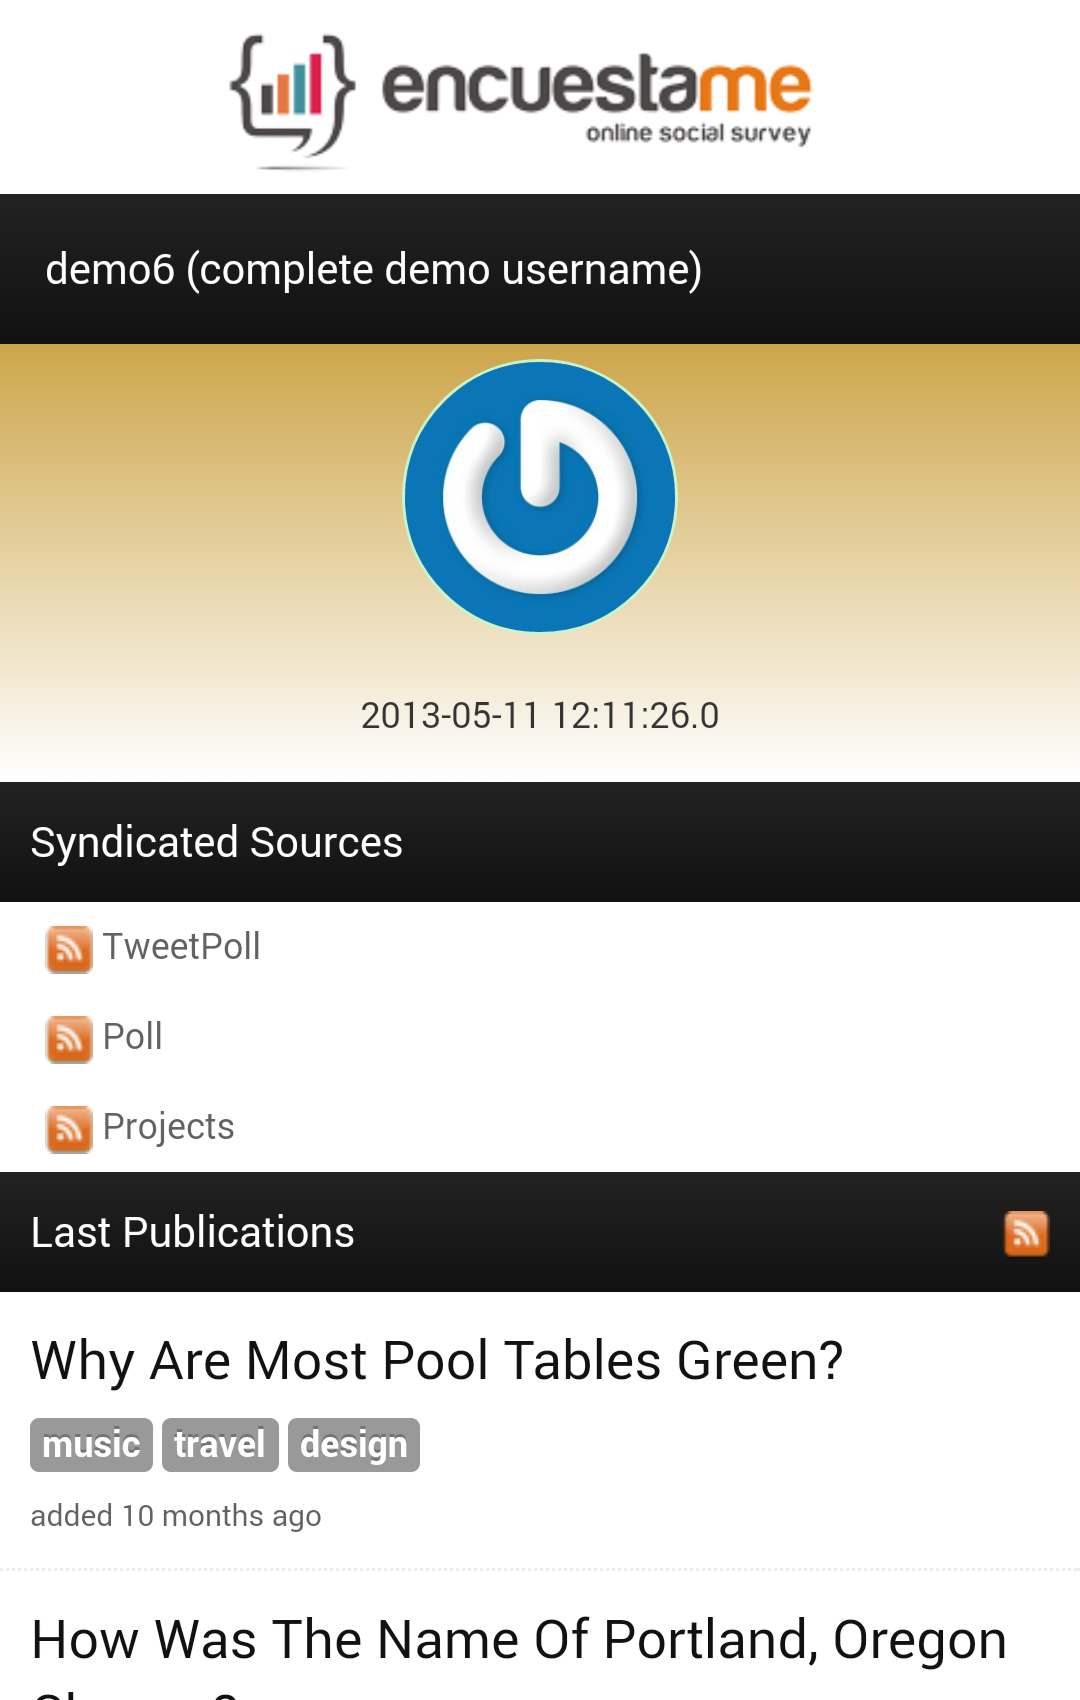 encuestame
online social survey
demo6 (complete demo username)
2013-05-11 12:11:26.0
Syndicated Sources
TweetPoll
Poll
Projects
Last Publications
Why Are Most Pool Tables Green?
music travel design
added 10 months ago
How Was The Name Of Portland, Oregon